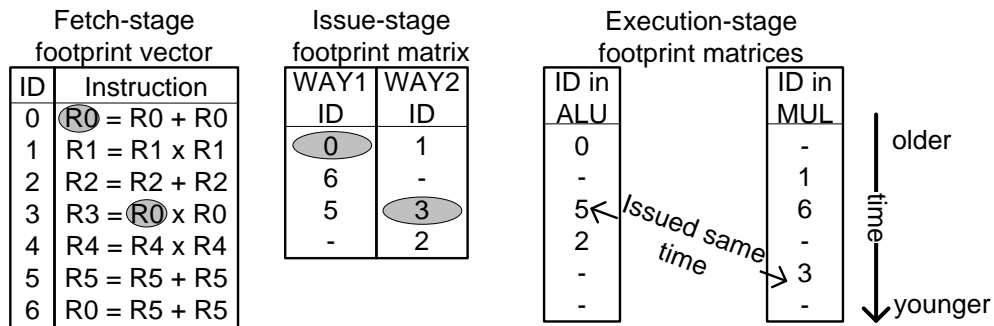 Fetch-stage
footprint vector
ID Instruction
0 R0 = R0 + R0
1 R1 = R1 x R1
2 R2 = R2 + R2
3 R3 = R0 x R0
4 R4 = R4 x R4
5 R5 = R5 + R5
6 R0 = R5 + R5
Issue-stage
footprint matrix
WAY1 WAY2
ID ID
0 1
6 -
5 3
- 2
Execution-stage
footprint matrices
ID in
ALU
0
-
5
2
-
-
Issued same
time
ID in
MUL
-
1
6
-
3
-
older
time
younger